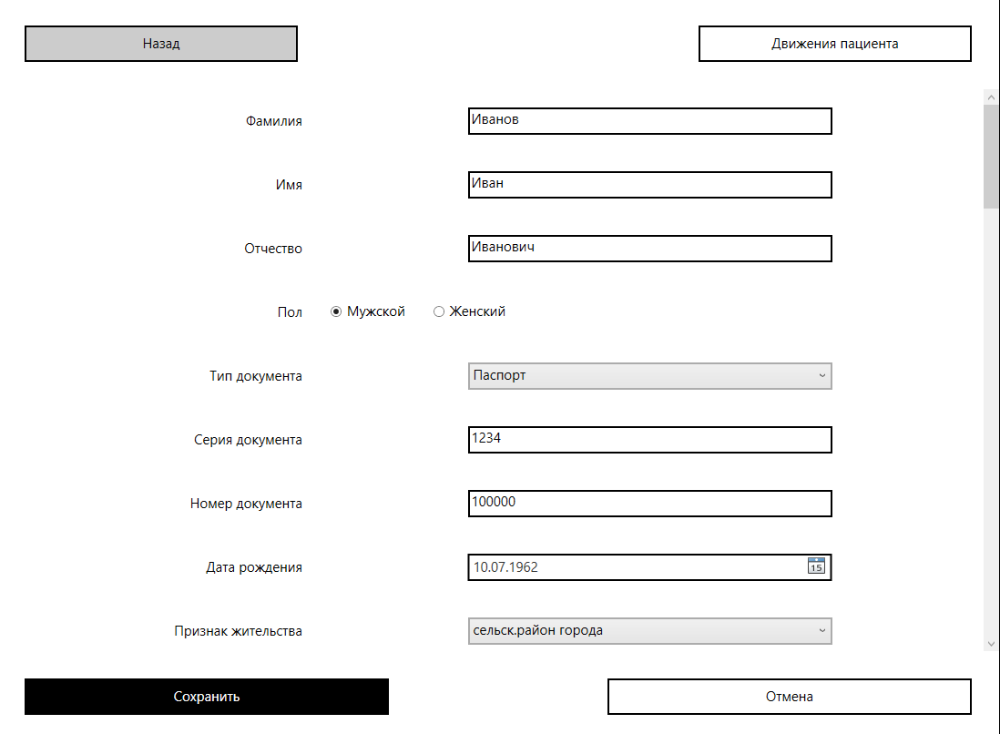 Назад
Движения пациента
Фамилия Иванов
Имя Иван
Отчество Иванович
Пол Мужской Женский
Тип документа Паспорт
Серия документа 1234
Номер документа 100000
Дата рождения 10.07.1962 15
Признак жительства сельск.район города
Сохранить
Отмена